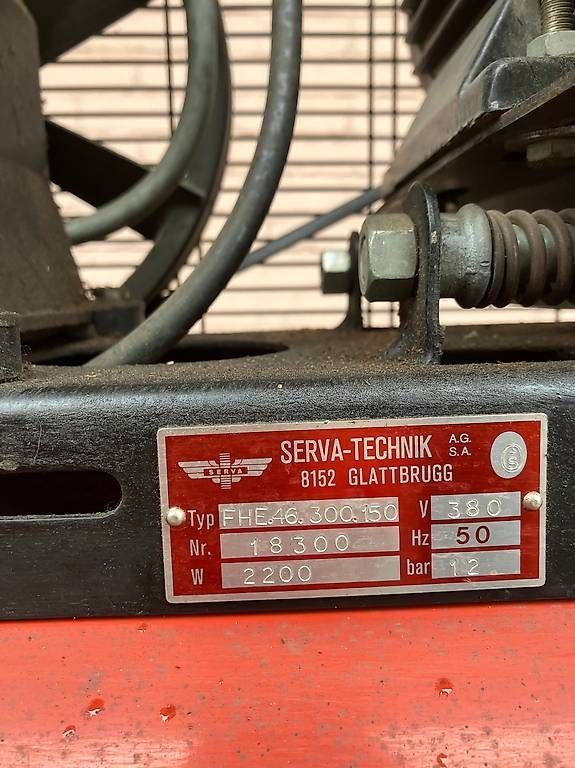 SERVA
SERVA-TECHNIK A.G. S.A.
8152 GLATTBRUGG
S
Typ FHE.46.300.150 V 380
Nr. 18300 Hz 50
W 2200 bar 12